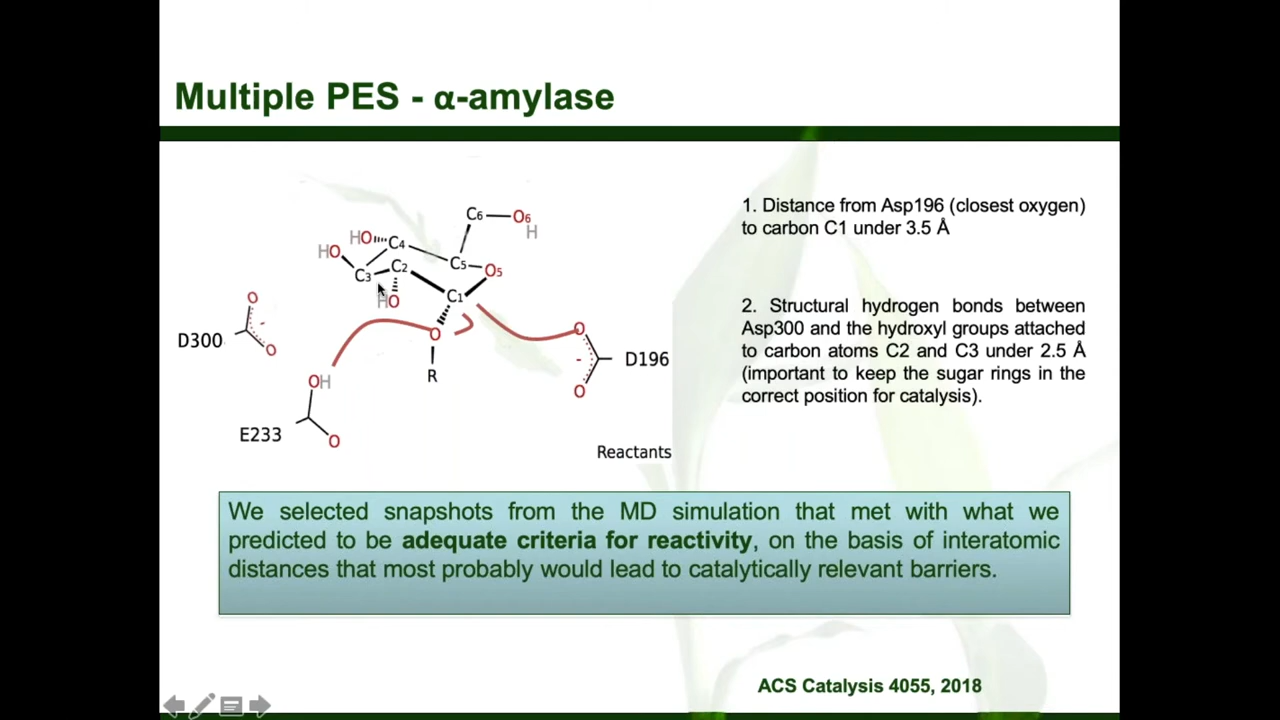 Multiple PES - α-amylase
C6 O6
H
HO C4
HO
C2
C5 O5
C3
HO
C1
O
D300
O
O
O
R
OH
E233
O
O
D196
O
Reactants
1. Distance from Asp196 (closest oxygen)
to carbon C1 under 3.5 Å
2. Structural hydrogen bonds between
Asp300 and the hydroxyl groups attached
to carbon atoms C2 and C3 under 2.5 Å
(important to keep the sugar rings in the
correct position for catalysis).
We selected snapshots from the MD simulation that met with what we
predicted to be adequate criteria for reactivity, on the basis of interatomic
distances that most probably would lead to catalytically relevant barriers.
ACS Catalysis 4055, 2018